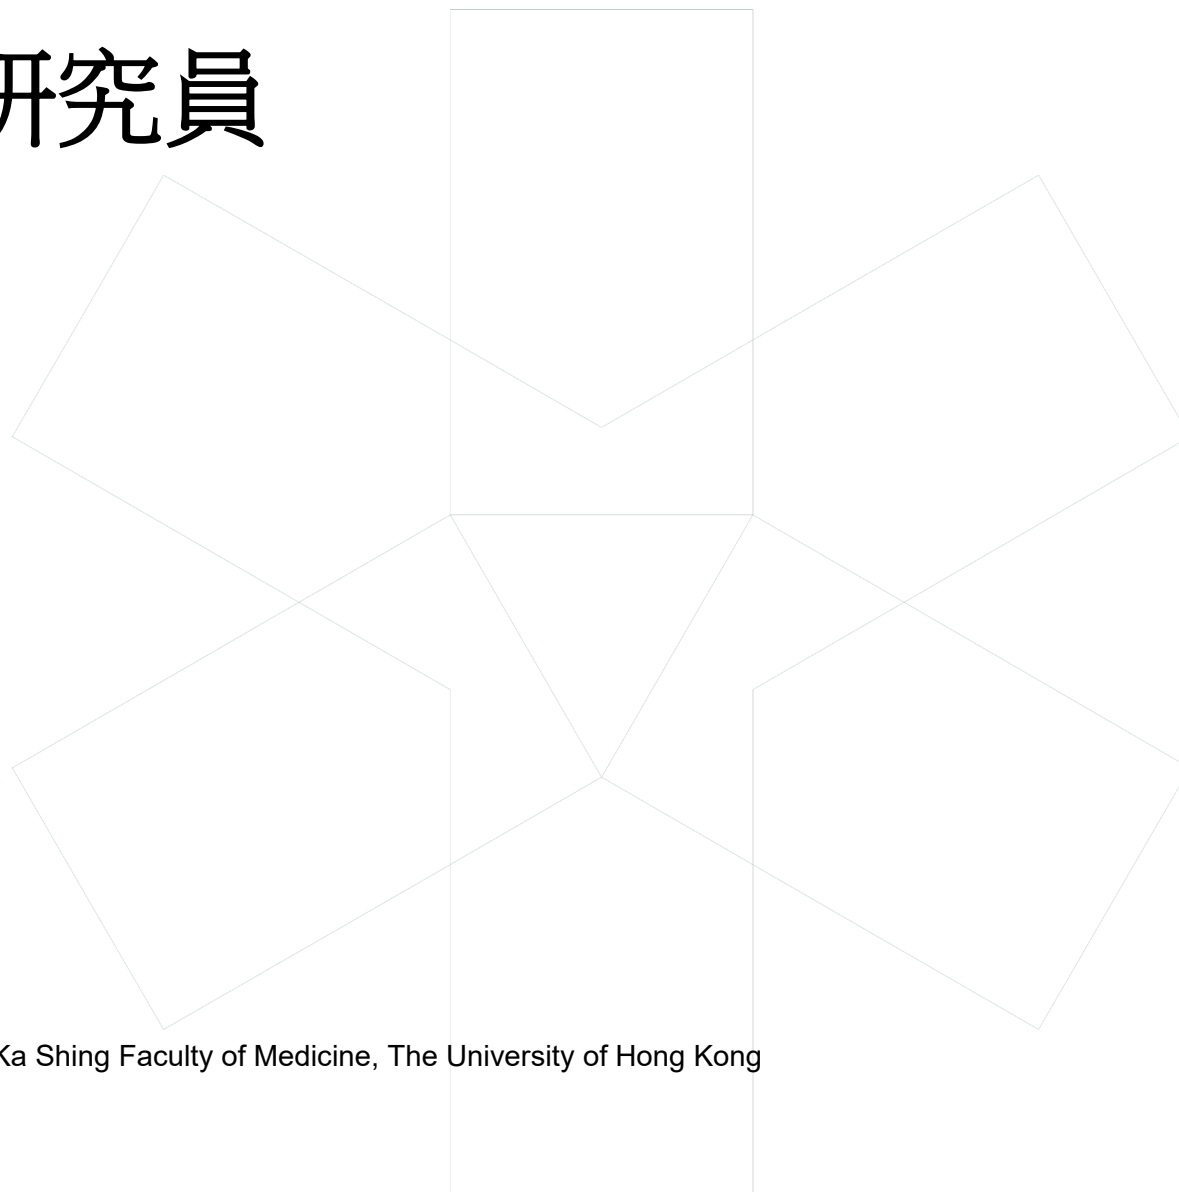 研究員
Ka Shing Faculty of Medicine, The University of Hong Kong